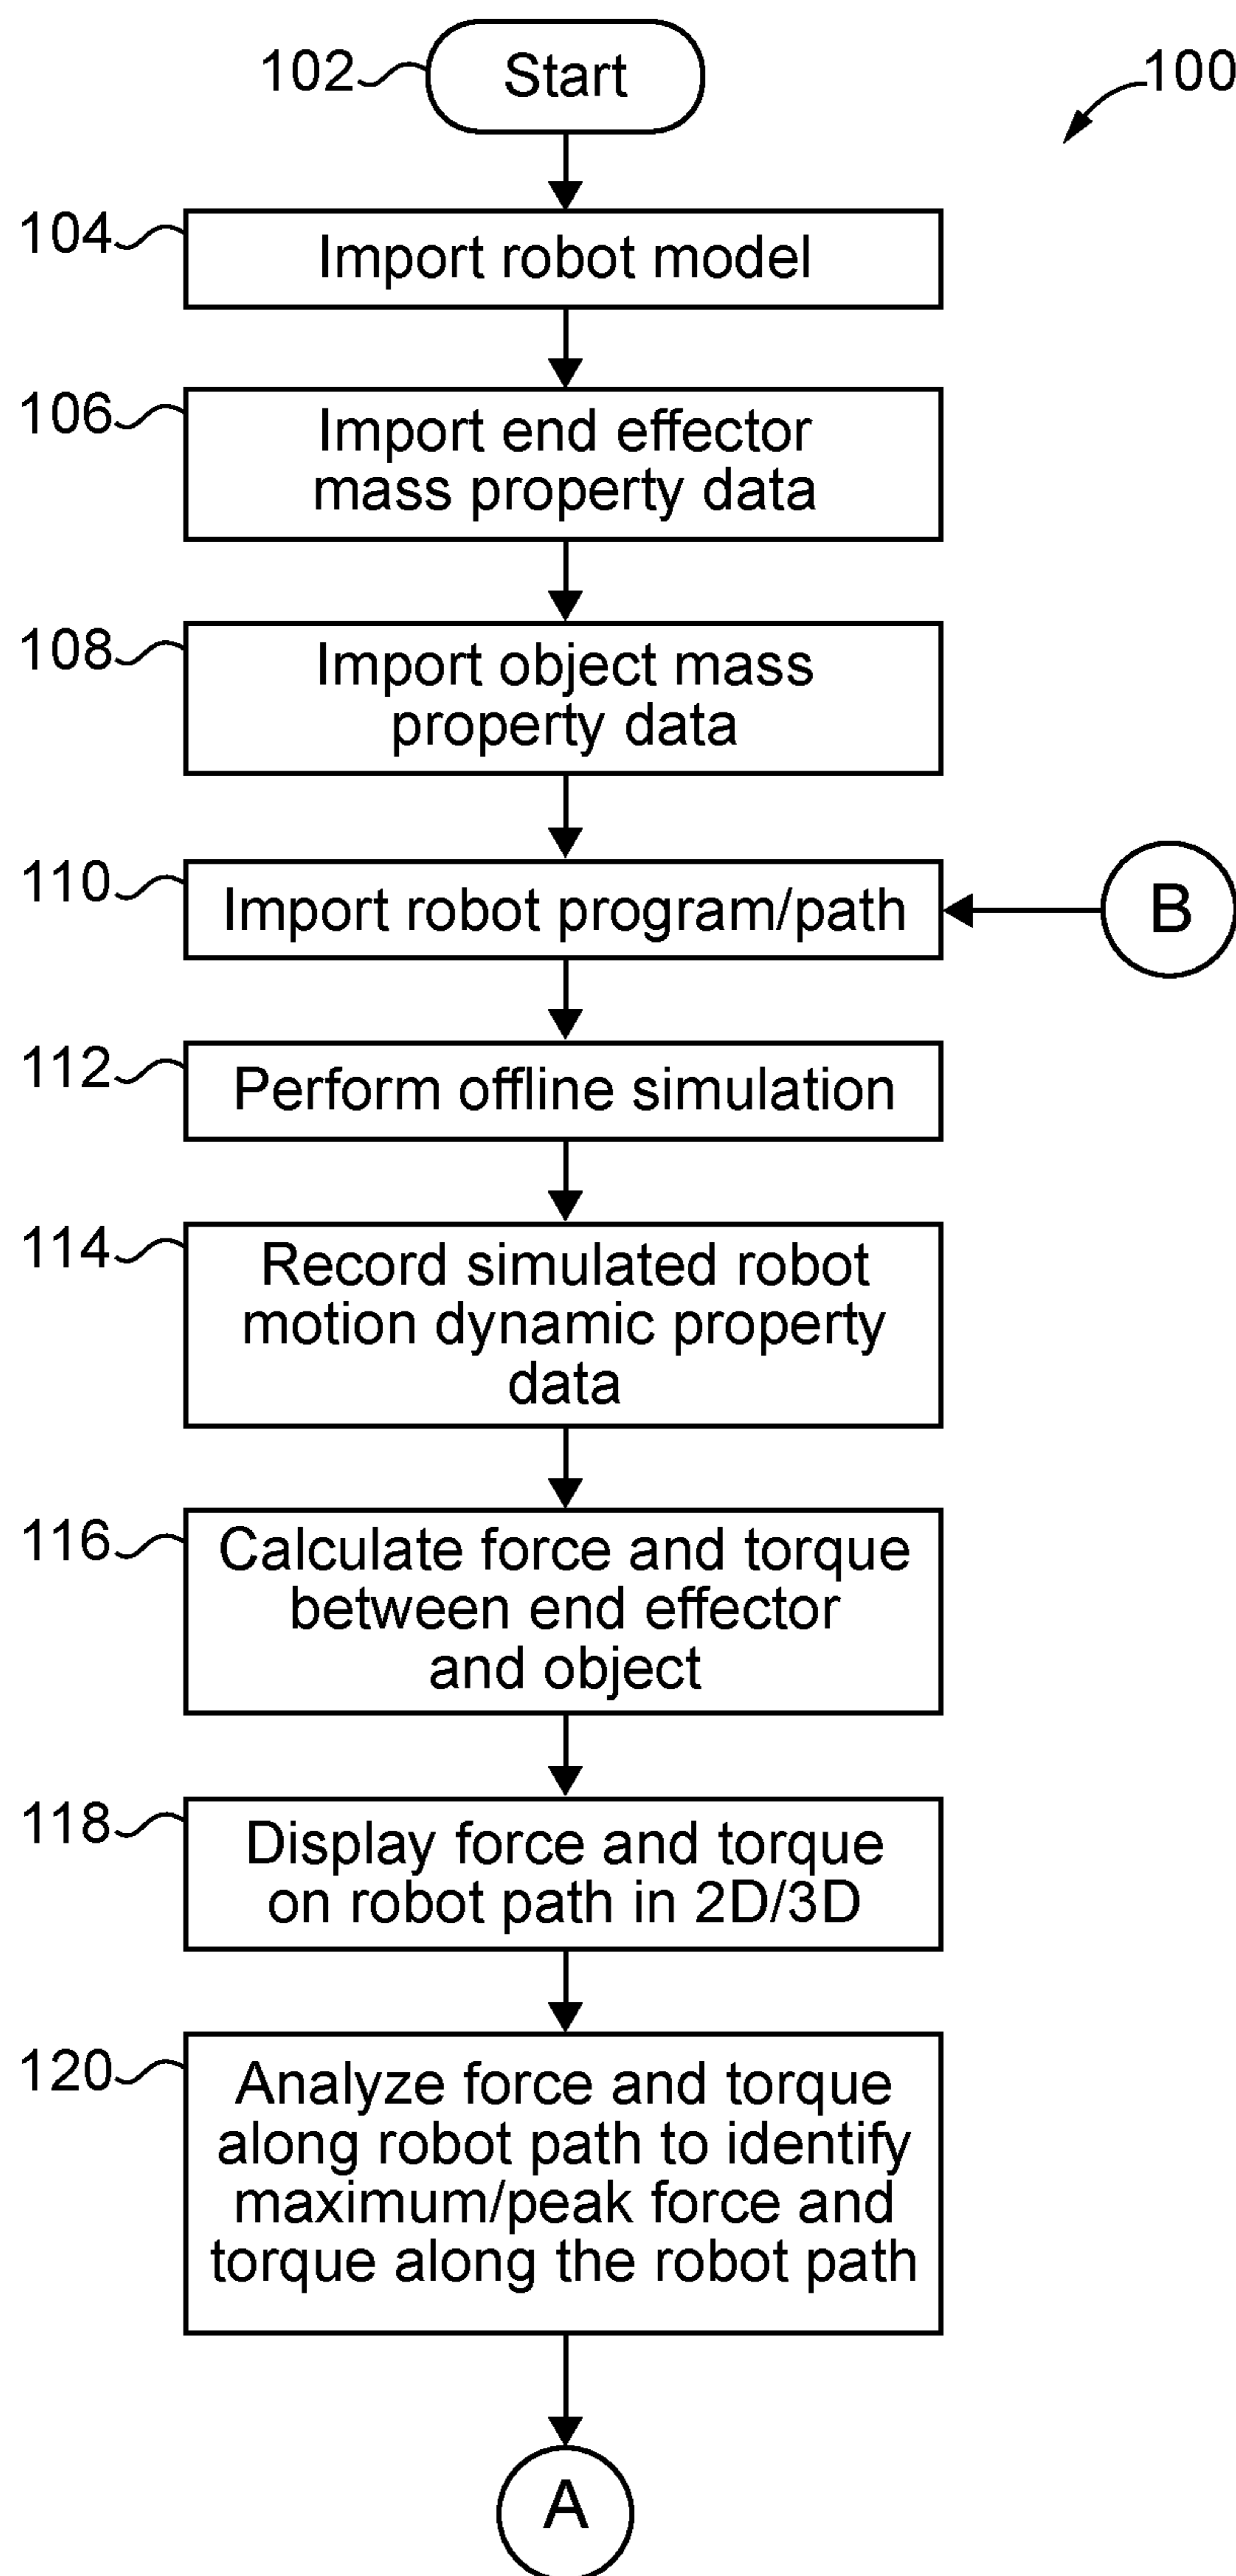 102
Start
100
104
Import robot model
106
Import end effector
mass property data
108
Import object mass
property data
110
Import robot program/path
B
112
Perform offline simulation
114
Record simulated robot
motion dynamic property
data
116
Calculate force and torque
between end effector
and object
118
Display force and torque
on robot path in 2D/3D
120
Analyze force and torque
along robot path to identify
maximum/peak force and
torque along the robot path
A